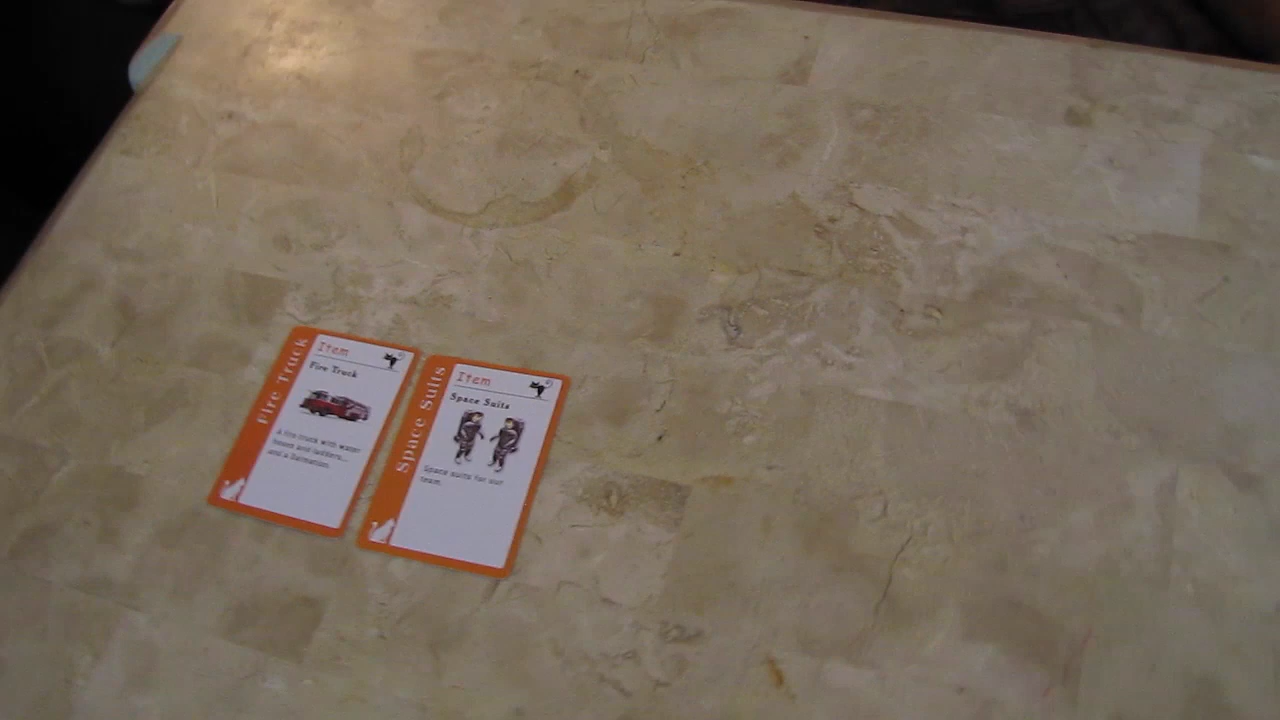 Fire Truck
Item
Fire Truck
A fire truck with water
hoses and ladders...
and a Dalmation.
Space Suits
Item
Space Suits
Space suits for our
team.